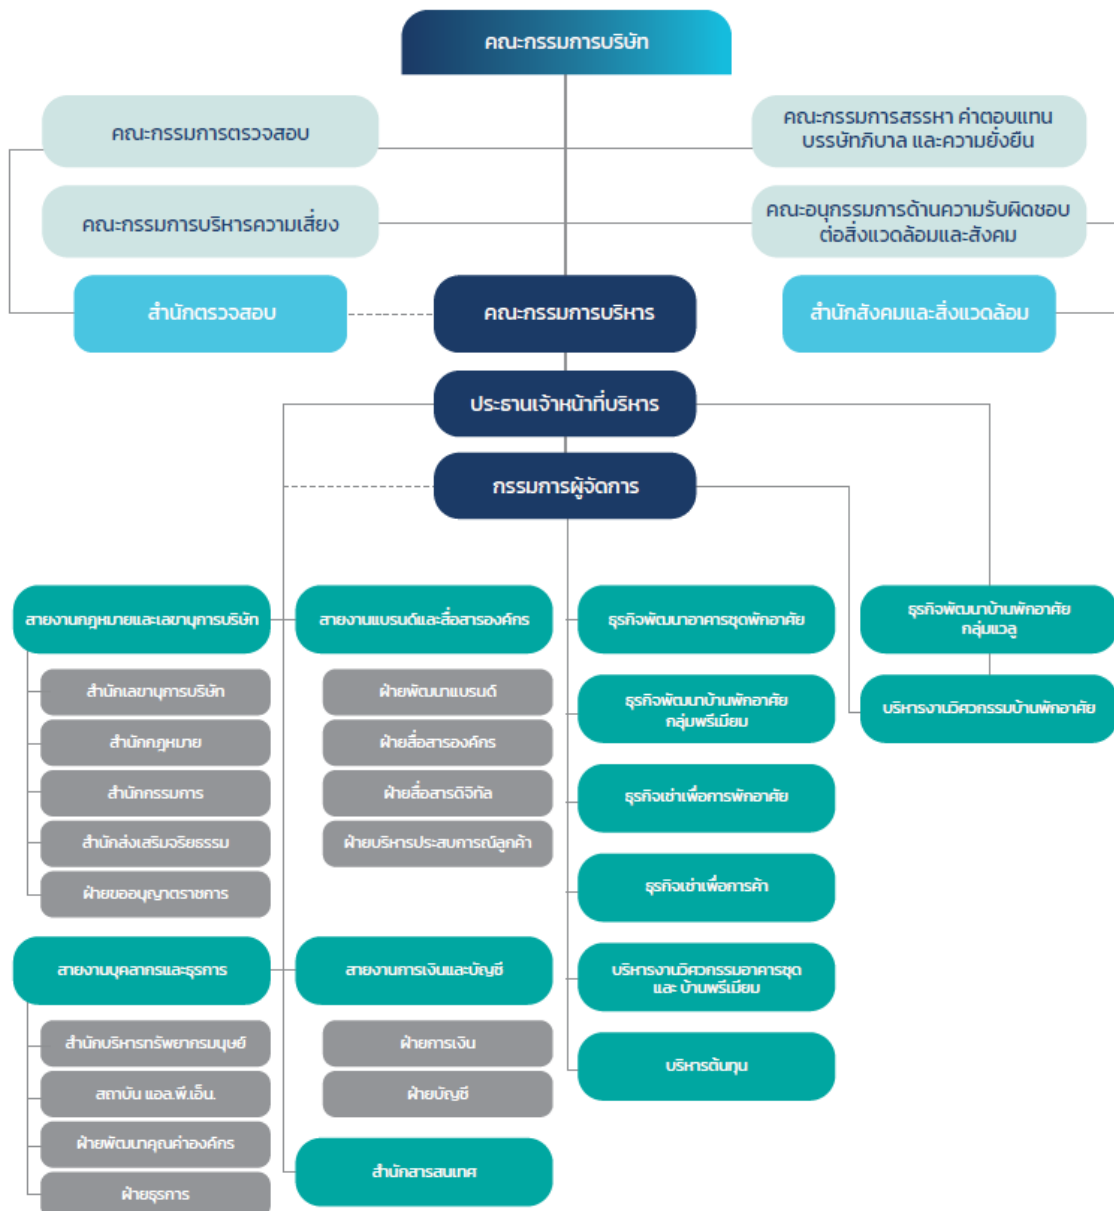 คณะกรรมการบริษัท
คณะกรรมการตรวจสอบ
คณะกรรมการสรรหา ค่าตอบแทน
บรรษัทภิบาล และความยั่งยืน
คณะกรรมการบริหารความเสี่ยง
คณะอนุกรรมการด้านความรับผิดชอบ
ต่อสิ่งแวดล้อมและสังคม
สำนักตรวจสอบ
คณะกรรมการบริหาร
สำนักสังคมและสิ่งแวดล้อม
ประธานเจ้าหน้าที่บริหาร
กรรมการผู้จัดการ
สายงานกฎหมายและเลขานุการบริษัท
สำนักเลขานุการบริษัท
สำนักกฎหมาย
สำนักกรรมการ
สำนักส่งเสริมจริยธรรม
ฝ่ายขออนุญาตราชการ
สายงานบุคลากรและธุรการ
สำนักบริหารทรัพยากรมนุษย์
สถาบัน แอล.พี.เอ็น.
ฝ่ายพัฒนาคุณค่าองค์กร
ฝ่ายธุรการ
สายงานแบรนด์และสื่อสารองค์กร
ฝ่ายพัฒนาแบรนด์
ฝ่ายสื่อสารองค์กร
ฝ่ายสื่อสารดิจิทัล
ฝ่ายบริหารประสบการณ์ลูกค้า
สายงานการเงินและบัญชี
ฝ่ายการเงิน
ฝ่ายบัญชี
สำนักสารสนเทศ
ธุรกิจพัฒนาอาคารชุดพักอาศัย
ธุรกิจพัฒนาบ้านพักอาศัย
กลุ่มพรีเมียม
ธุรกิจเช่าเพื่อการพักอาศัย
ธุรกิจเช่าเพื่อการค้า
บริหารงานวิศวกรรมอาคารชุด
และ บ้านพรีเมียม
บริหารต้นทุน
ธุรกิจพัฒนาบ้านพักอาศัย
กลุ่มแวลู
บริหารงานวิศวกรรมบ้านพักอาศัย